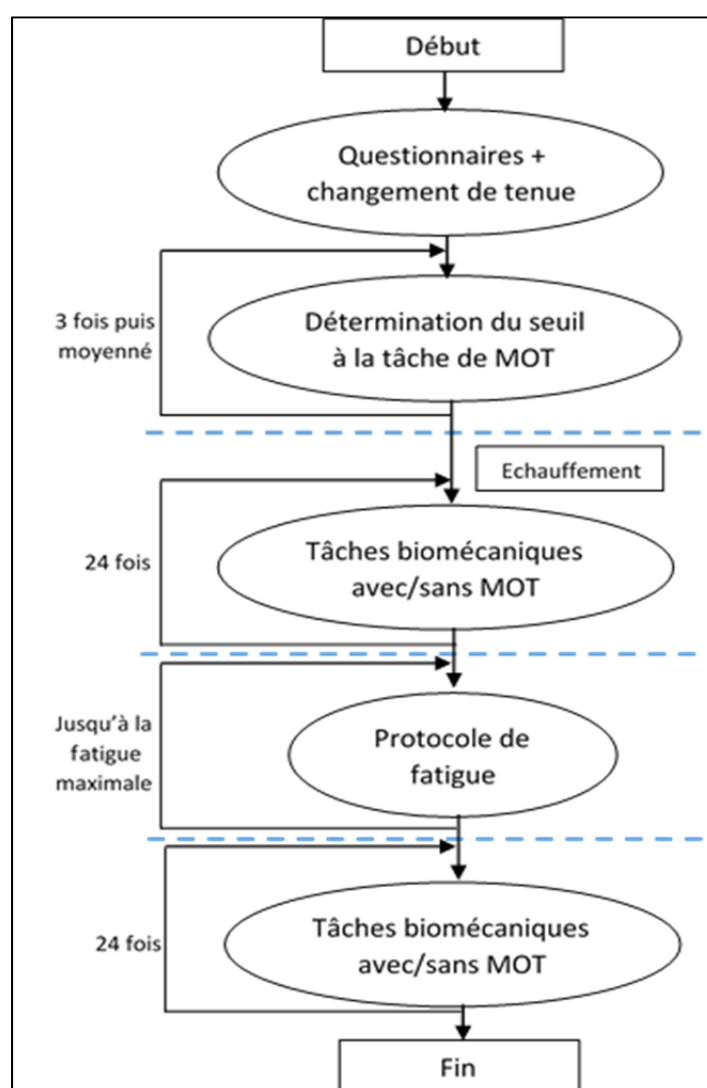 Début
Questionnaires +
changement de tenue
3 fois puis
moyenné
Détermination du seuil
à la tâche de MOT
Echauffement
24 fois
Tâches biomécaniques
avec/sans MOT
Jusqu'à la
fatigue
maximale
Protocole de
fatigue
24 fois
Tâches biomécaniques
avec/sans MOT
Fin